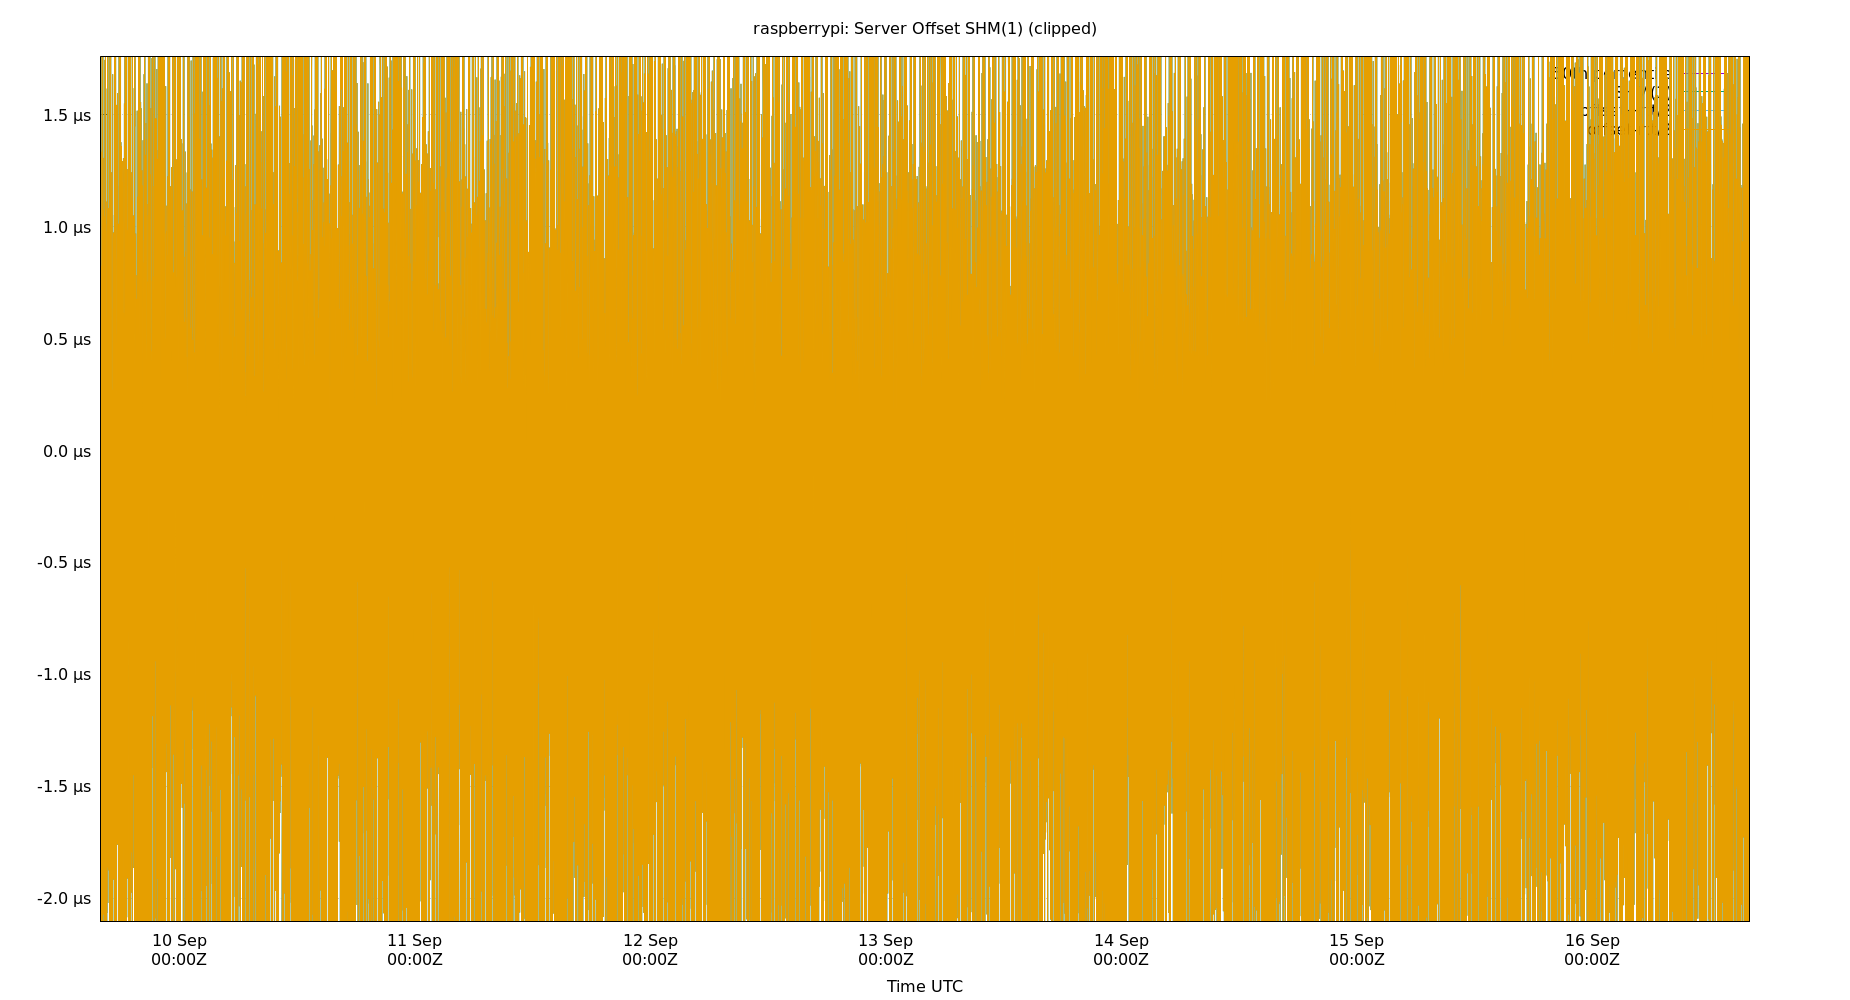 raspberrypi: Server Offset SHM(1) (clipped)
1.5 µs
1.0 µs
0.5 µs
0.0 µs
-0.5 µs
-1.0 µs
-1.5 µs
-2.0 µs
10 Sep 11 Sep 12 Sep 13 Sep 14 Sep 15 Sep 16 Sep
00:00Z 00:00Z 00:00Z 00:00Z 00:00Z 00:00Z 00:00Z
Time UTC